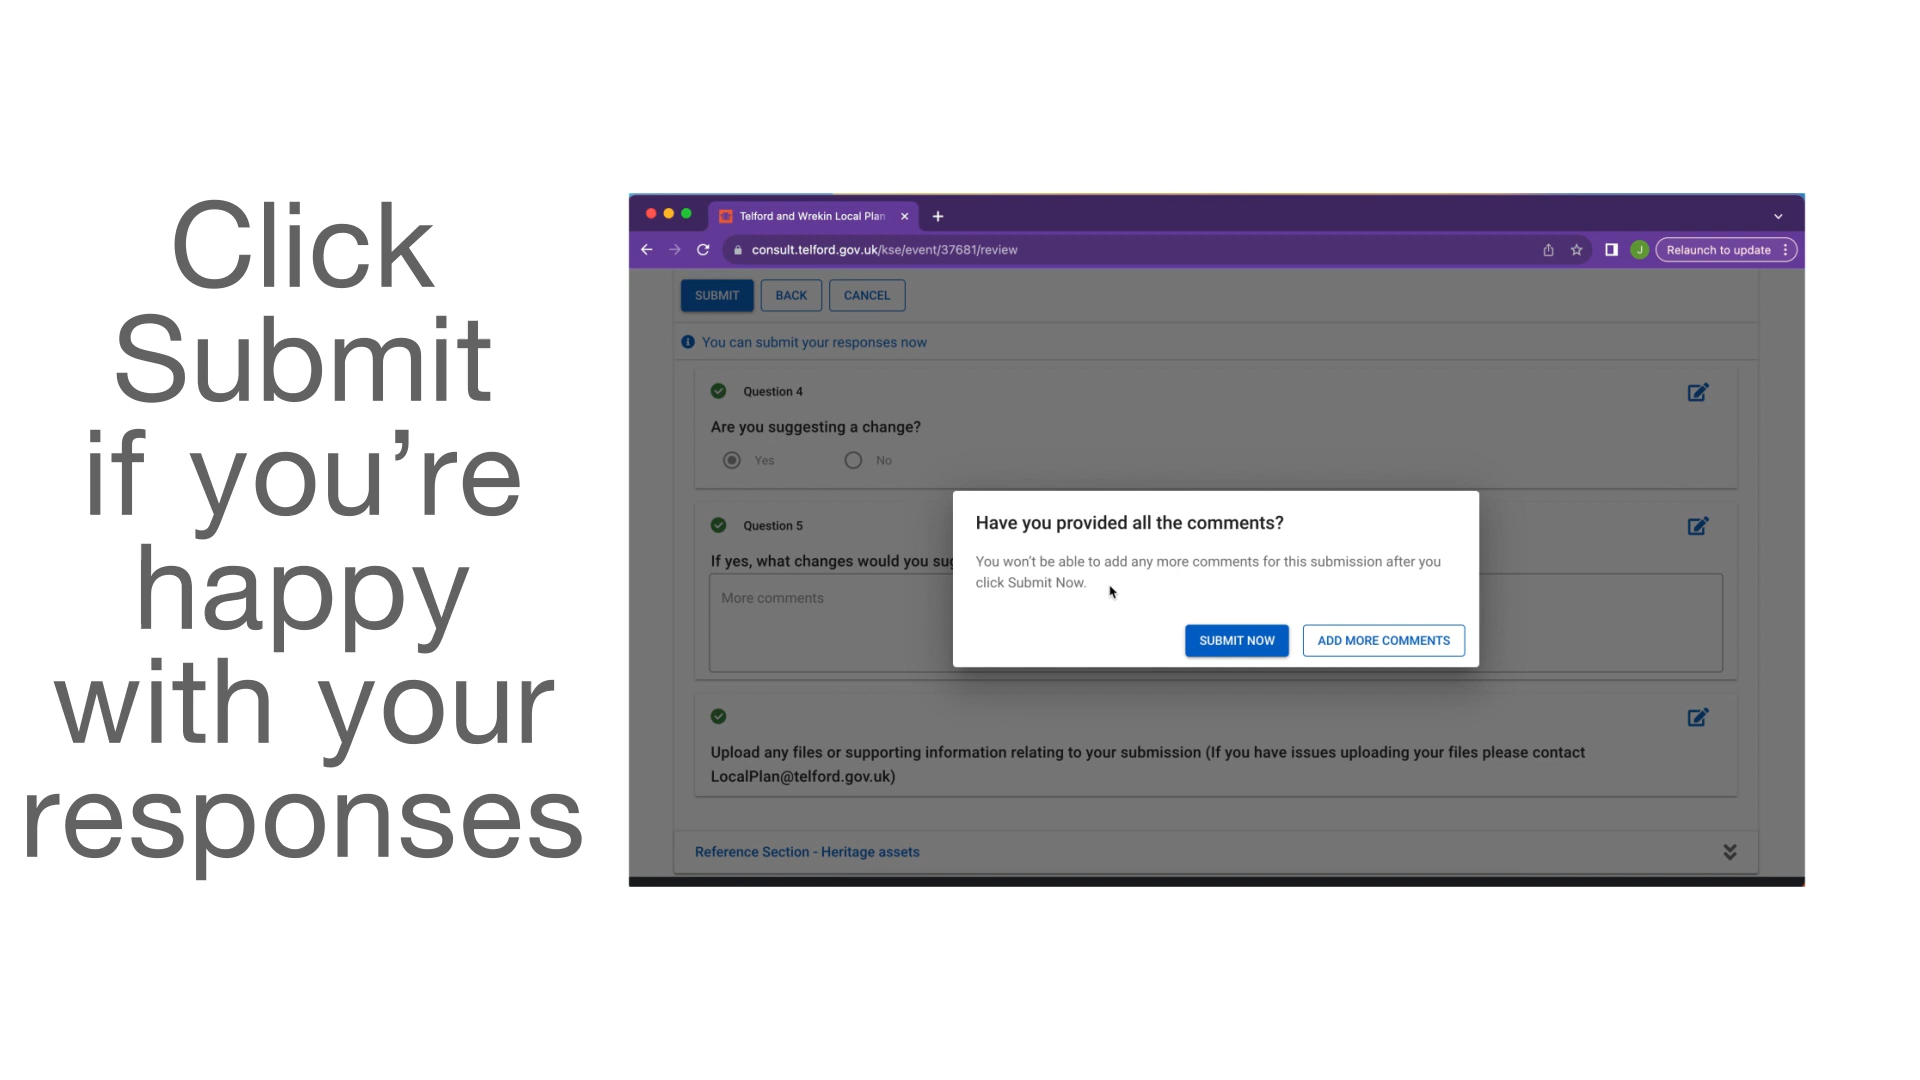 Click
Submit
if you’re
happy
with your
responses
Telford and Wrekin Local Plan
consult.telford.gov.uk/kse/event/37681/review
J
Relaunch to update
SUBMIT
BACK
CANCEL
You can submit your responses now
Question 4
Are you suggesting a change?
Yes
No
Question 5
If yes, what changes would you
More comments
Have you provided all the comments?
You won’t be able to add any more comments for this submission after you
click Submit Now.
SUBMIT NOW
ADD MORE COMMENTS
Upload any files or supporting information relating to your submission (If you have issues uploading your files please contact
LocalPlan@telford.gov.uk)
Reference Section - Heritage assets